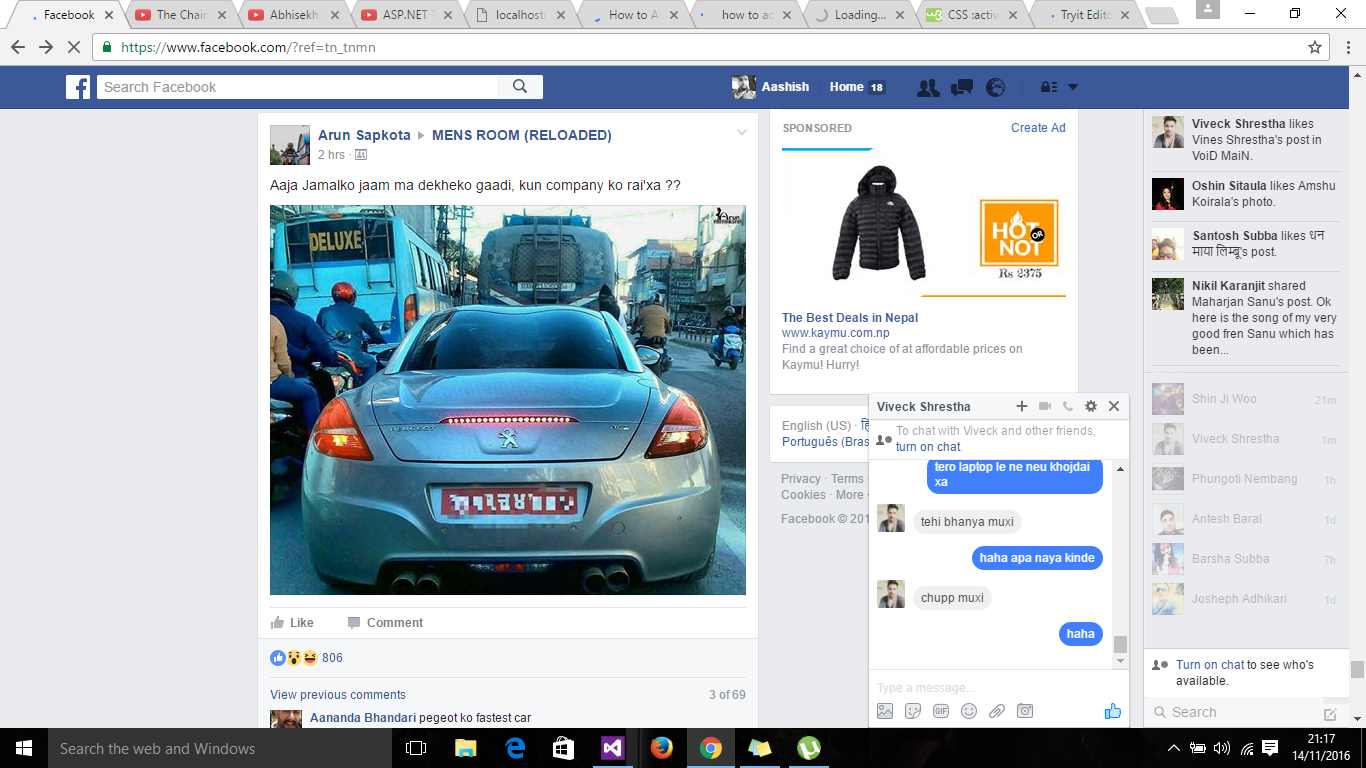 Facebook
The Chain
Abhisekh
ASP.NET T
localhost:
How to A
how to ac
Loading...
CSS :active
Tryit Edito
https://www.facebook.com/?ref=tn_tnmn
Search Facebook
Aashish
Home 18
Arun Sapkota ▸ MENS ROOM (RELOADED)
2 hrs ·
Aaja Jamalko jaam ma dekheko gaadi, kun company ko rai'xa ??
DELUXE
PEUGEOT
Like Comment
806
View previous comments 3 of 69
Aananda Bhandari pegeot ko fastest car
SPONSORED Create Ad
HOT
OR
NOT
Rs 2375
The Best Deals in Nepal
www.kaymu.com.np
Find a great choice of at affordable prices on
Kaymu! Hurry!
English (US) ·
Português (Bras
Privacy · Terms
Cookies · More
Facebook © 201
Viveck Shrestha
To chat with Viveck and other friends,
turn on chat.
tero laptop le ne neu khojdai
xa
tehi bhanya muxi
haha apa naya kinde
chupp muxi
haha
Type a message...
GIF
Viveck Shrestha likes
Vines Shrestha's post in
VoiD MaiN.
Oshin Sitaula likes Amshu
Koirala's photo.
Santosh Subba likes धन
माया लिम्बू's post.
Nikil Karanjit shared
Maharjan Sanu's post. Ok
here is the song of my very
good fren Sanu which has
been...
Shin Ji Woo 21m
Viveck Shrestha 1m
Phungoti Nembang 1h
Antesh Baral 1d
Barsha Subba 7h
Josheph Adhikari 1d
Turn on chat to see who's
available.
Search
Search the web and Windows
21:17
14/11/2016